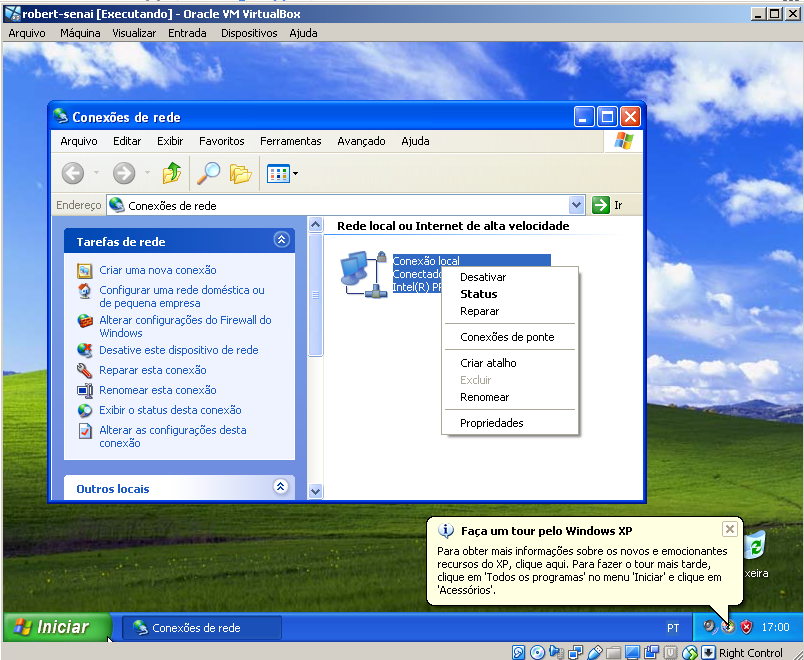 robert-senai [Executando] - Oracle VM VirtualBox
Arquivo Máquina Visualizar Entrada Dispositivos Ajuda
Conexões de rede
Arquivo Editar Exibir Favoritos Ferramentas Avançado Ajuda
Endereço Conexões de rede Ir
Tarefas de rede
Criar uma nova conexão
Configurar uma rede doméstica ou
de pequena empresa
Alterar configurações do Firewall do
Windows
Desative este dispositivo de rede
Reparar esta conexão
Renomear esta conexão
Exibir o status desta conexão
Alterar as configurações desta
conexão
Outros locais
Rede local ou Internet de alta velocidade
Conexão local
Conectado
Intel(R) PR
Desativar
Status
Reparar
Conexões de ponte
Criar atalho
Excluir
Renomear
Propriedades
Faça um tour pelo Windows XP
Para obter mais informações sobre os novos e emocionantes
recursos do XP, clique aqui. Para fazer o tour mais tarde,
clique em 'Todos os programas' no menu 'Iniciar' e clique em
'Acessórios'.
xeira
Iniciar Conexões de rede PT 17:00
Right Control